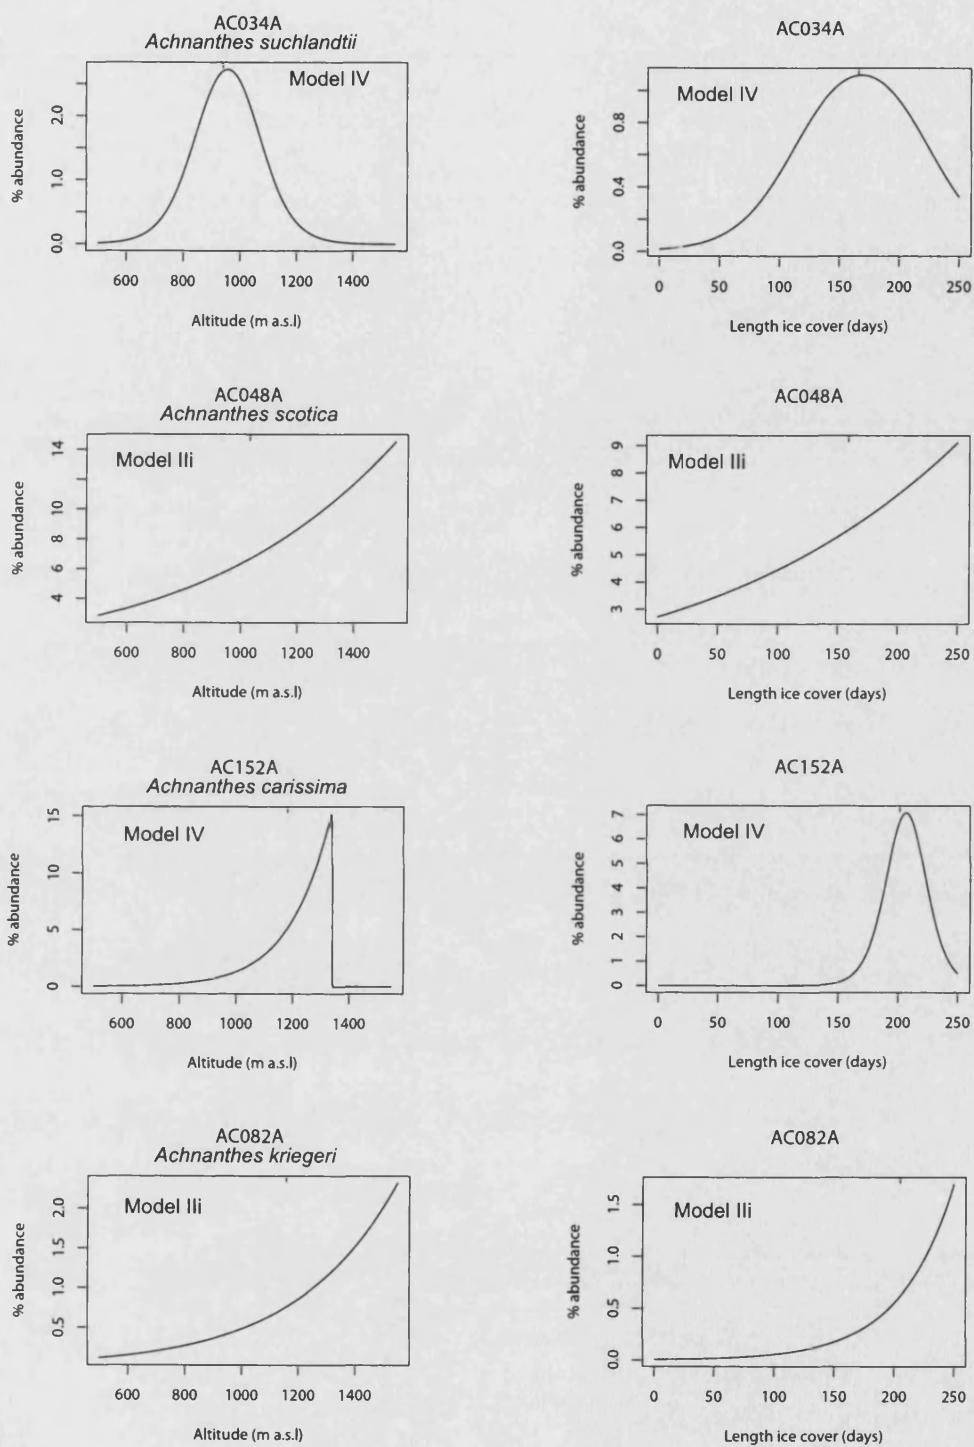 AC034A
Achnanthes suchlandtii
Model IV
% abundance
0.0 1.0 2.0
600 800 1000 1200 1400
Altitude (m a.s.l)
AC034A
Model IV
% abundance
0.0 0.4 0.8
0 50 100 150 200 250
Length ice cover (days)
AC048A
Achnanthes scotica
Model IIi
% abundance
4 6 8 10 14
600 800 1000 1200 1400
Altitude (m a.s.l)
AC048A
Model IIi
% abundance
3 4 5 6 7 8 9
0 50 100 150 200 250
Length ice cover (days)
AC152A
Achnanthes carissima
Model IV
% abundance
0 5 10 15
600 800 1000 1200 1400
Altitude (m a.s.l)
AC152A
Model IV
% abundance
0 1 2 3 4 5 6 7
0 50 100 150 200 250
Length ice cover (days)
AC082A
Achnanthes kriegeri
Model IIi
% abundance
0.5 1.0 1.5 2.0
600 800 1000 1200 1400
Altitude (m a.s.l)
AC082A
Model IIi
% abundance
0.0 0.5 1.0 1.5
0 50 100 150 200 250
Length ice cover (days)